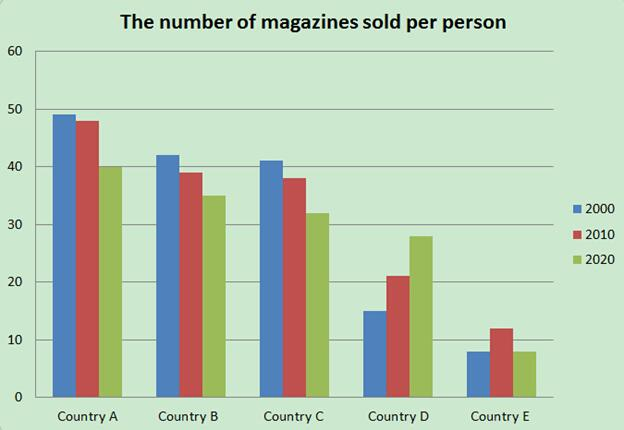 The number of magazines sold per person
60
50
40
30
20
10
0
Country A
Country B
Country C
Country D
Country E
2000
2010
2020